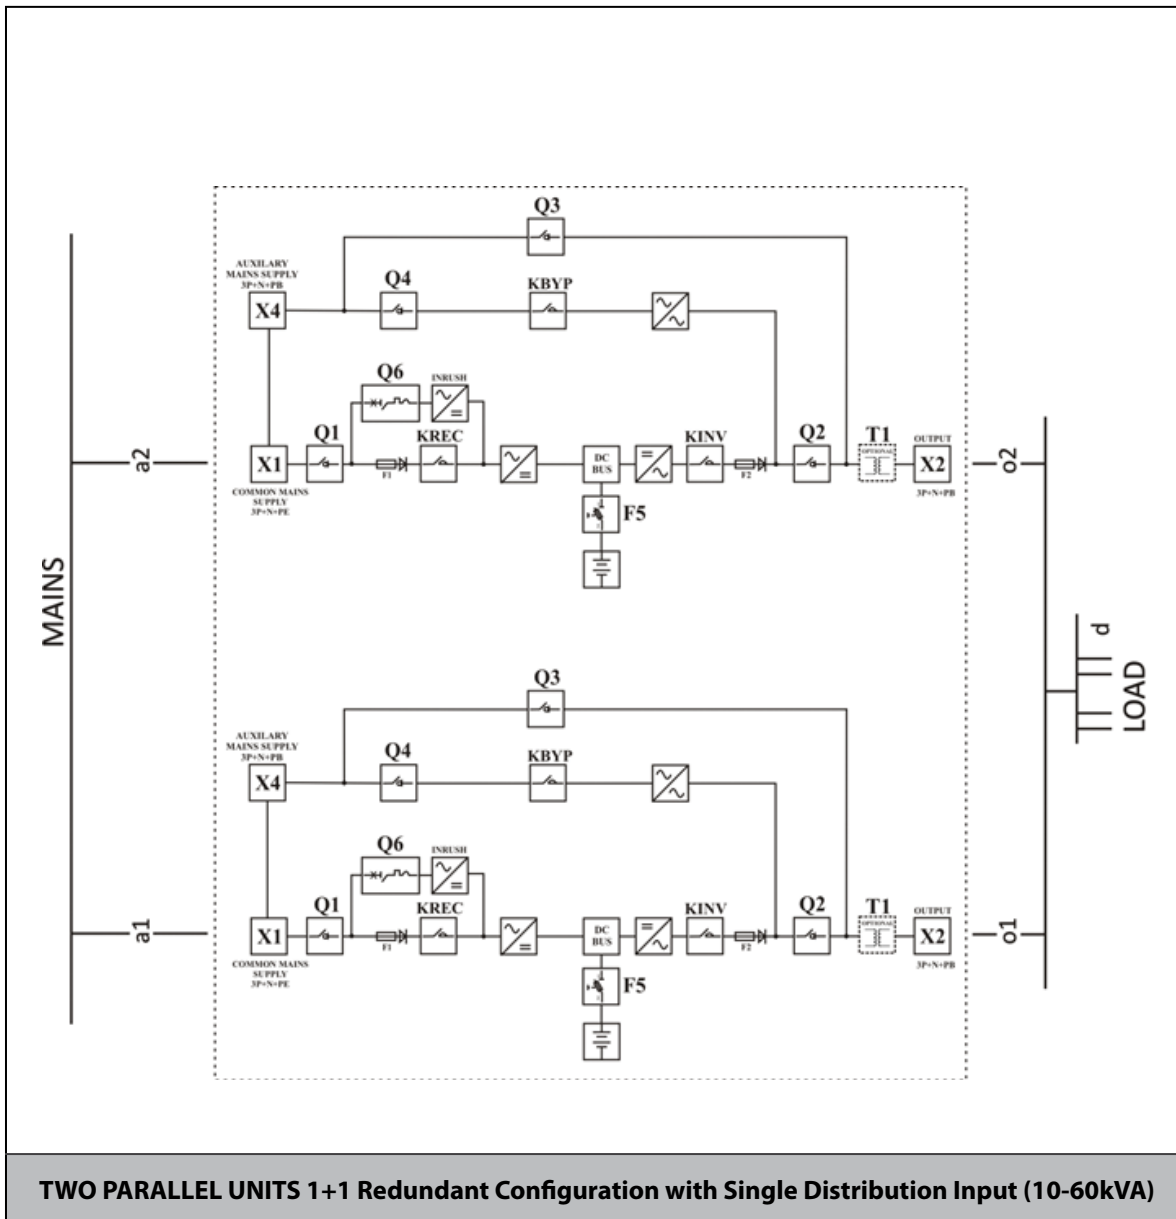 Q3
AUXILARY
MAINS SUPPLY
3P+N+PB
Q4
KBYP
X4
Q6
INRUSH
Q1
KREC
KINV
Q2
T1
OUTPUT
a2
X1
F1
DC
BUS
F2
OPTIONAL
X2
o2
COMMON MAINS
SUPPLY
3P+N+PE
3P+N+PB
F5
MAINS
d
LOAD
Q3
AUXILARY
MAINS SUPPLY
3P+N+PB
Q4
KBYP
X4
Q6
INRUSH
Q1
KREC
KINV
Q2
T1
OUTPUT
a1
X1
F1
DC
BUS
F2
OPTIONAL
X2
o1
COMMON MAINS
SUPPLY
3P+N+PE
3P+N+PB
F5
TWO PARALLEL UNITS 1+1 Redundant Configuration with Single Distribution Input (10-60kVA)